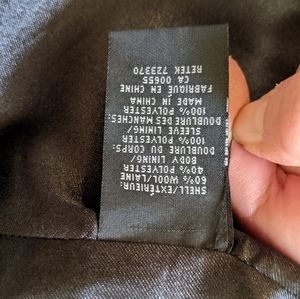 SHELL/EXTÉRIEUR:
60% WOOL/LAINE
40% POLYESTER
BODY LINING/
DOUBLURE DU CORPS:
100% POLYESTER
SLEEVE LINING/
DOUBLURE DES MANCHES:
100% POLYESTER
MADE IN CHINA
FABRIQUÉ EN CHINE
CA 00655
RETEK 723370